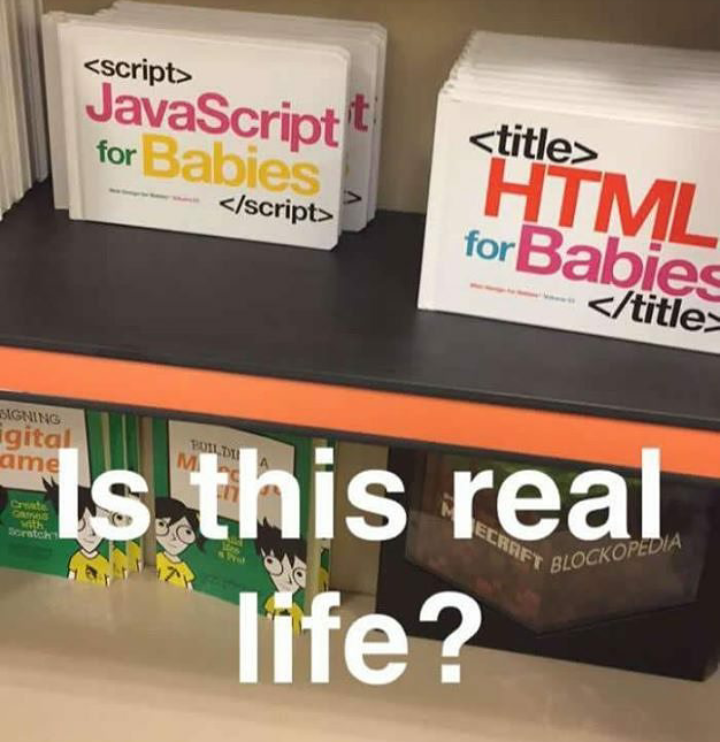 <script>
JavaScript
for Babies
</script>
<title>
HTML
for Babies
</title>
SIGNING
igital
ame
Create
Games
with
Scratch
BUILDI A
MINECRAFT
BLOCKOPEDIA
Is this real
life?